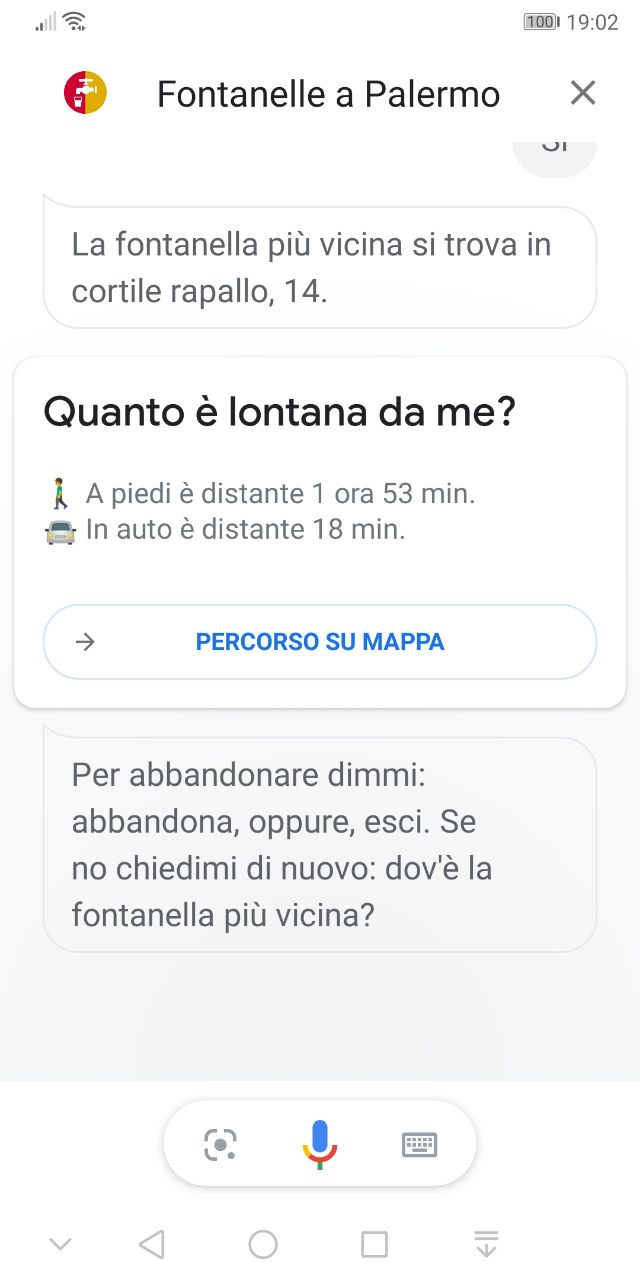 100 19:02
Fontanelle a Palermo
La fontanella più vicina si trova in
cortile rapallo, 14.
Quanto è lontana da me?
A piedi è distante 1 ora 53 min.
In auto è distante 18 min.
PERCORSO SU MAPPA
Per abbandonare dimmi:
abbandona, oppure, esci. Se
no chiedimi di nuovo: dov'è la
fontanella più vicina?